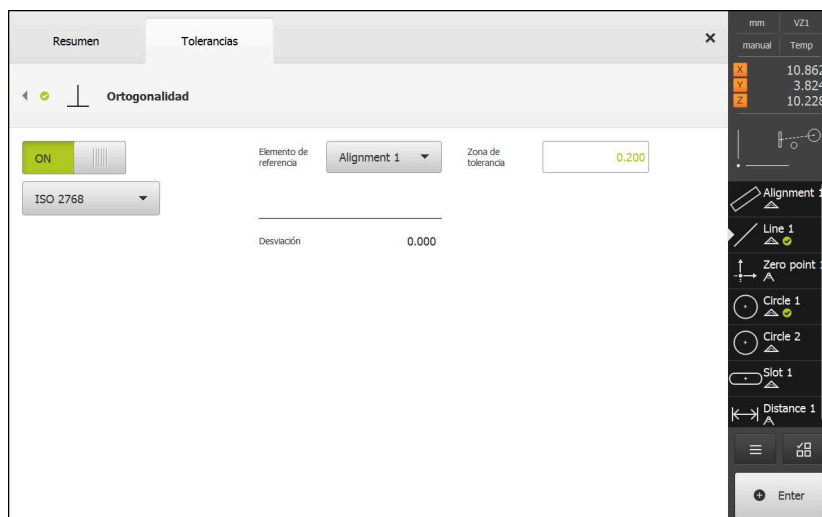 Resumen
Tolerancias
Ortogonalidad
ON
ISO 2768
Elemento de
referencia
Alignment 1
Zona de
tolerancia
0.200
Desviación
0.000
mm
VZ1
manual
Temp
X
10.862
Y
3.824
Z
10.228
Alignment 1
Line 1
Zero point
Circle 1
Circle 2
Slot 1
Distance 1
Enter